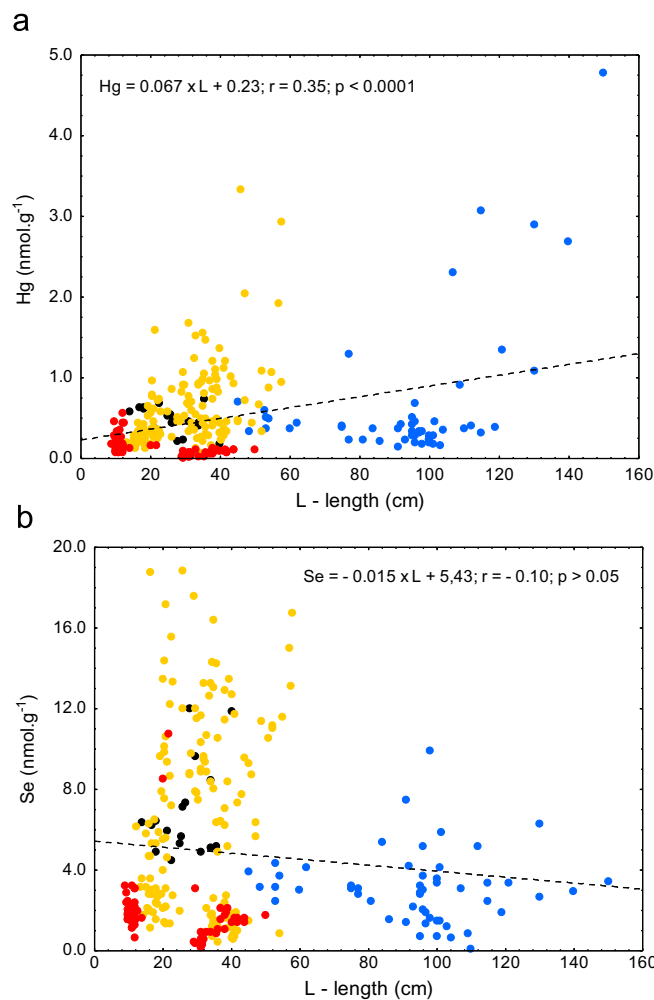 a
5.0
Hg = 0.067 x L + 0.23; r = 0.35; p < 0.0001
4.0
3.0
2.0
1.0
0.0
Hg (nmol.g⁻¹)
0 20 40 60 80 100 120 140 160
L - length (cm)
b
20.0
Se = - 0.015 x L + 5,43; r = - 0.10; p > 0.05
16.0
12.0
8.0
4.0
0.0
Se (nmol.g⁻¹)
0 20 40 60 80 100 120 140 160
L - length (cm)